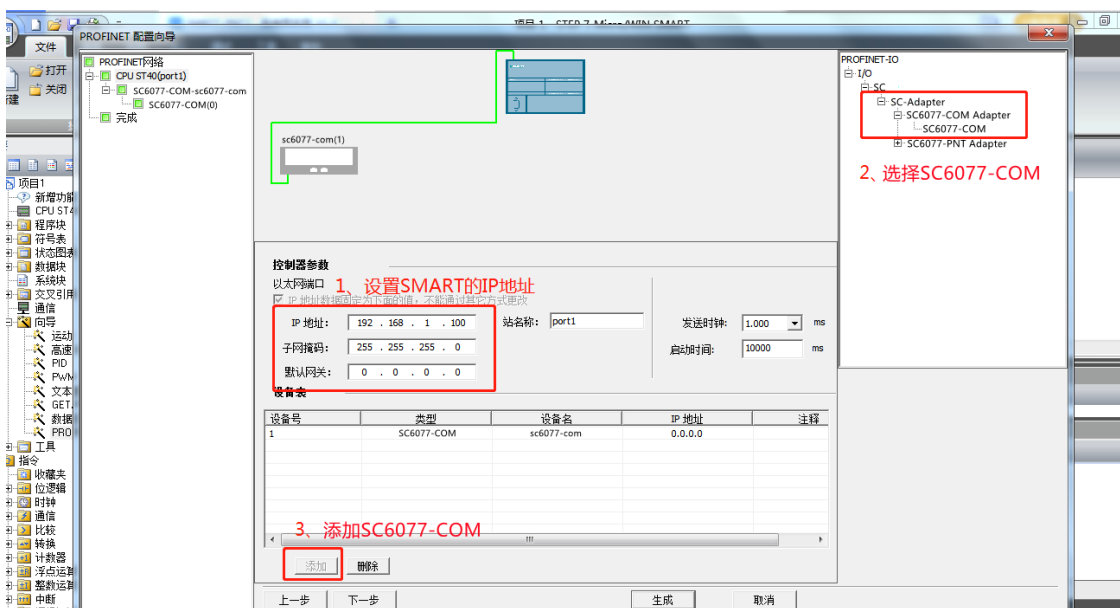 项目 1 - STEP 7-Micro/WIN SMART
文件
打开
关闭
项目1
CPU ST4
程序块
符号表
状态图表
数据块
系统块
交叉引用
通信
向导
运动
高速
PID
PWM
文本
GET
数据
PRO
工具
指令
收藏夹
位逻辑
时钟
通信
比较
转换
计数器
浮点运算
整数运算
中断
PROFINET 配置向导
PROFINET网络
CPU ST40(port1)
SC6077-COM-sc6077-com
SC6077-COM(0)
完成
sc6077-com(1)
控制器参数
以太网端口
1、设置SMART的IP地址
IP 地址数据固定为下面的值，不能通过其它方式更改
IP 地址: 192 . 168 . 1 . 100
站名称: port1
发送时钟: 1.000 ms
子网掩码: 255 . 255 . 255 . 0
启动时间: 10000 ms
默认网关: 0 . 0 . 0 . 0
设备表
设备号 类型 设备名 IP 地址 注释
1 SC6077-COM sc6077-com 0.0.0.0
3、添加SC6077-COM
添加 删除
上一步 下一步 生成 取消
PROFINET-IO
I/O
SC
SC-Adapter
SC6077-COM Adapter
SC6077-COM
SC6077-PNT Adapter
2、选择SC6077-COM